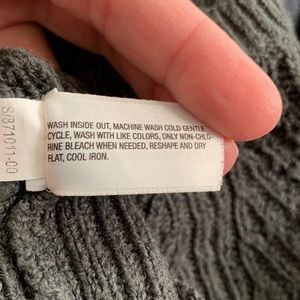 WASH INSIDE OUT, MACHINE WASH COLD GENTLE
CYCLE, WASH WITH LIKE COLORS, ONLY NON-CHLO-
RINE BLEACH WHEN NEEDED, RESHAPE AND DRY
FLAT, COOL IRON.
S/371011-00